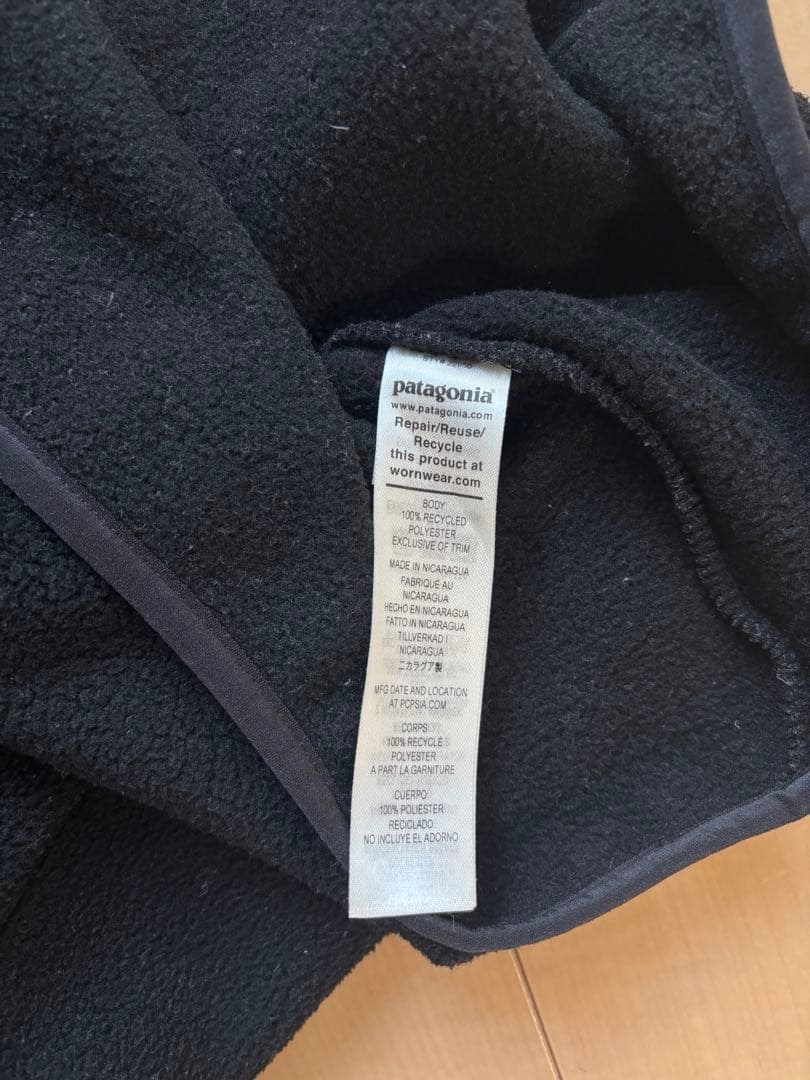 patagonia®
www.patagonia.com
Repair/Reuse/
Recycle
this product at
wornwear.com
BODY
100% RECYCLED
POLYESTER
EXCLUSIVE OF TRIM
MADE IN NICARAGUA
FABRIQUÉ AU
NICARAGUA
HECHO EN NICARAGUA
FATTO IN NICARAGUA
TILLVERKAD I
NICARAGUA
ニカラグア製
MFG DATE AND LOCATION
AT PCPSIA.COM
CORPS:
100% RECYCLÉ
POLYESTER
A PART LA GARNITURE
CUERPO:
100% POLIÉSTER
RECICLADO
NO INCLUYE EL ADORNO